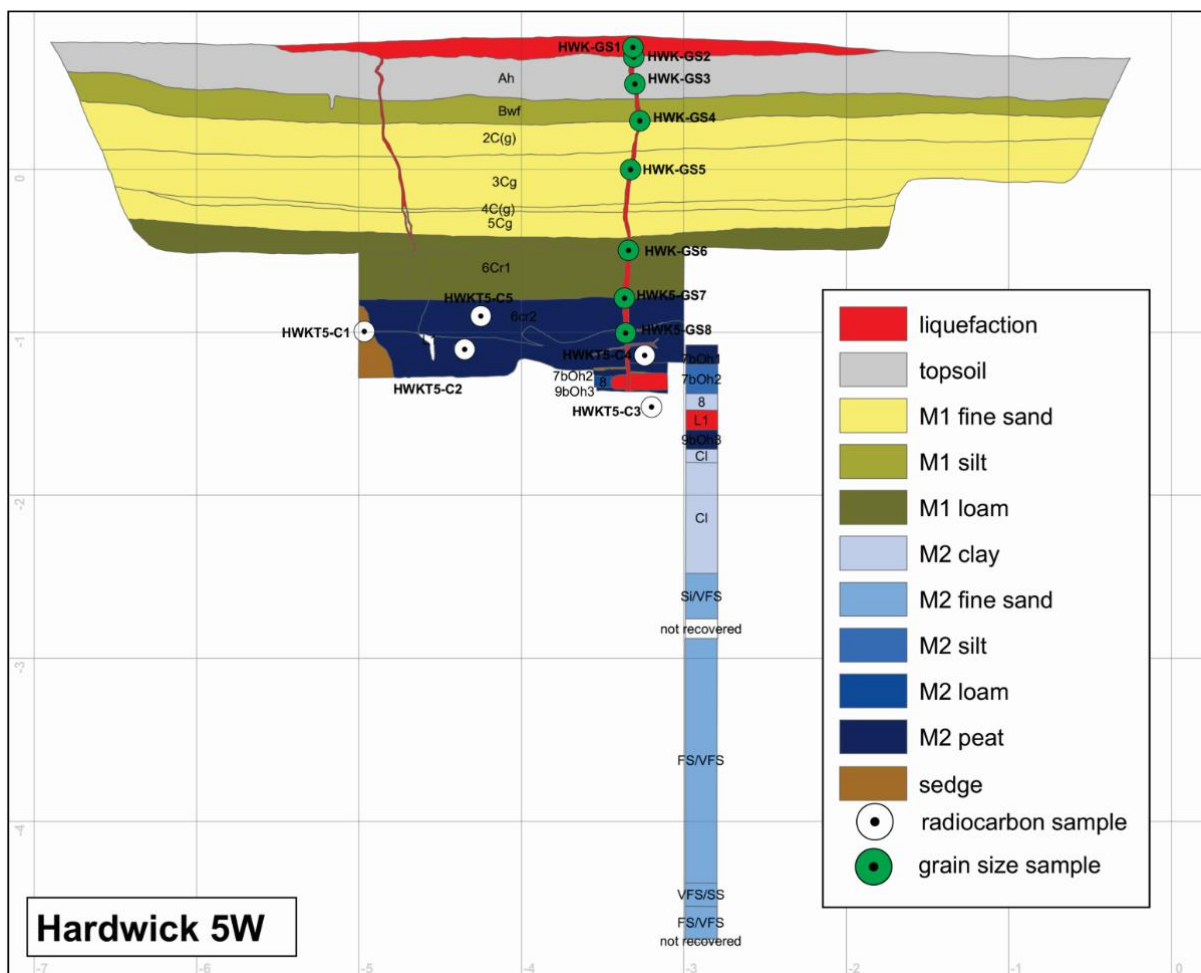 HWK-GS1
HWK-GS2
HWK-GS3
Ah
Bwf
HWK-GS4
2C(g)
HWK-GS5
3Cg
4C(g)
5Cg
HWK-GS6
6Cr1
HWKT5-C5
HWK5-GS7
6cr2
HWKT5-C1
HWK5-GS8
HWKT5-C4
7bOh1
7bOh2
7bOh2
HWKT5-C2
8
9bOh3
8
HWKT5-C3
L1
9bOh3
Cl
Cl
Si/VFS
not recovered
FS/VFS
VFS/SS
FS/VFS
not recovered
liquefaction
topsoil
M1 fine sand
M1 silt
M1 loam
M2 clay
M2 fine sand
M2 silt
M2 loam
M2 peat
sedge
radiocarbon sample
grain size sample
Hardwick 5W
0
-1
-2
-3
-4
-7
-6
-5
-4
-3
-2
-1
0